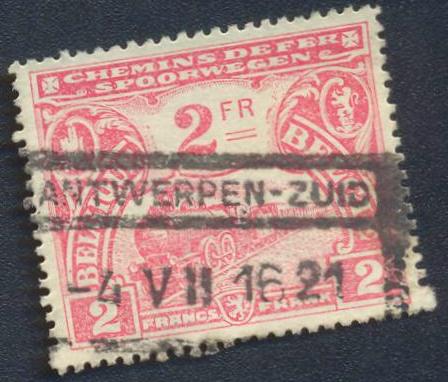 CHEMINS DE FER
SPOORWEGEN
2 FR
ANTWERPEN-ZUID
-4 VII 16 21
2 2
FRANCS FRANK